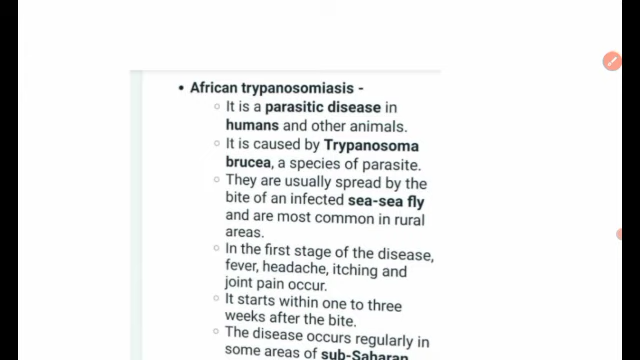 • African trypanosomiasis -
○ It is a parasitic disease in
humans and other animals.
○ It is caused by Trypanosoma
brucea, a species of parasite.
○ They are usually spread by the
bite of an infected sea-sea fly
and are most common in rural
areas.
○ In the first stage of the disease,
fever, headache, itching and
joint pain occur.
○ It starts within one to three
weeks after the bite.
○ The disease occurs regularly in
some areas of sub-Saharan